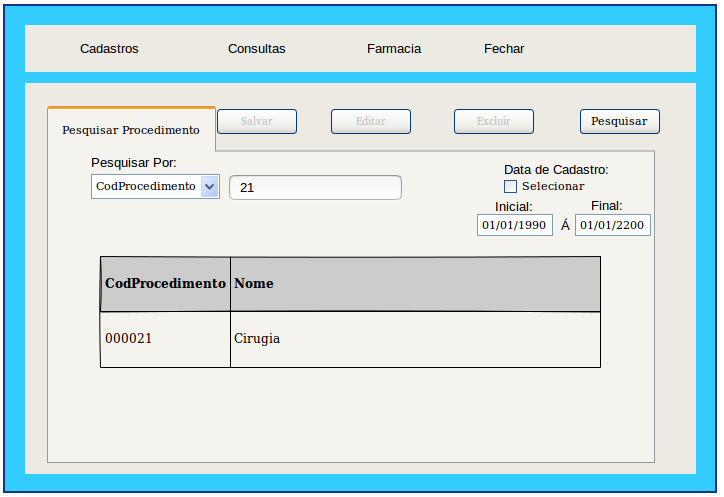 Cadastros Consultas Farmacia Fechar
Pesquisar Procedimento Salvar Editar Excluir Pesquisar
Pesquisar Por: Data de Cadastro:
CodProcedimento 21 Selecionar
Inicial: Final:
01/01/1990 Á 01/01/2200
CodProcedimento Nome
000021 Cirugia